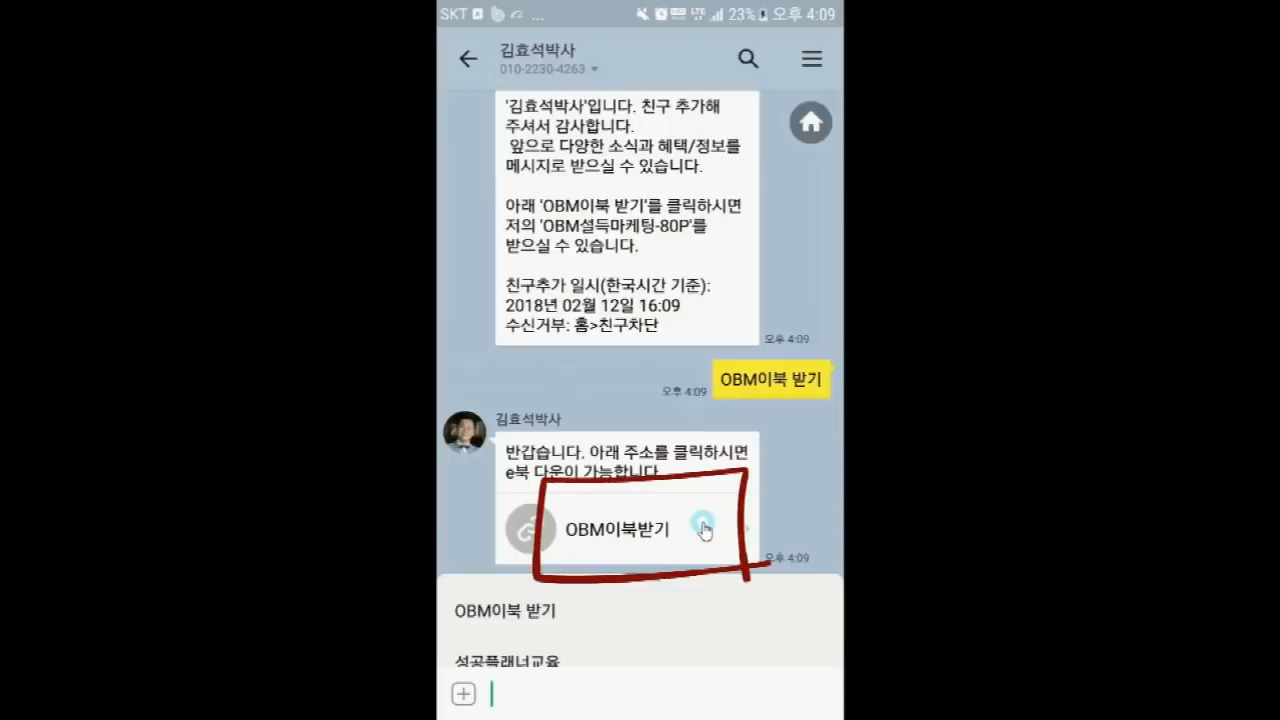 SKT
...
LTE
23%
오후 4:09
김효석박사
010-2230-4263
'김효석박사'입니다. 친구 추가해
주셔서 감사합니다.
앞으로 다양한 소식과 혜택/정보를
메시지로 받으실 수 있습니다.
아래 'OBM이북 받기'를 클릭하시면
저의 'OBM설득마케팅-80P'를
받으실 수 있습니다.
친구추가 일시(한국시간 기준):
2018년 02월 12일 16:09
수신거부: 홈>친구차단
오후 4:09
OBM이북 받기
오후 4:09
김효석박사
반갑습니다. 아래 주소를 클릭하시면
e북 다운이 가능합니다
OBM이북받기
오후 4:09
OBM이북 받기
성공플래너교육